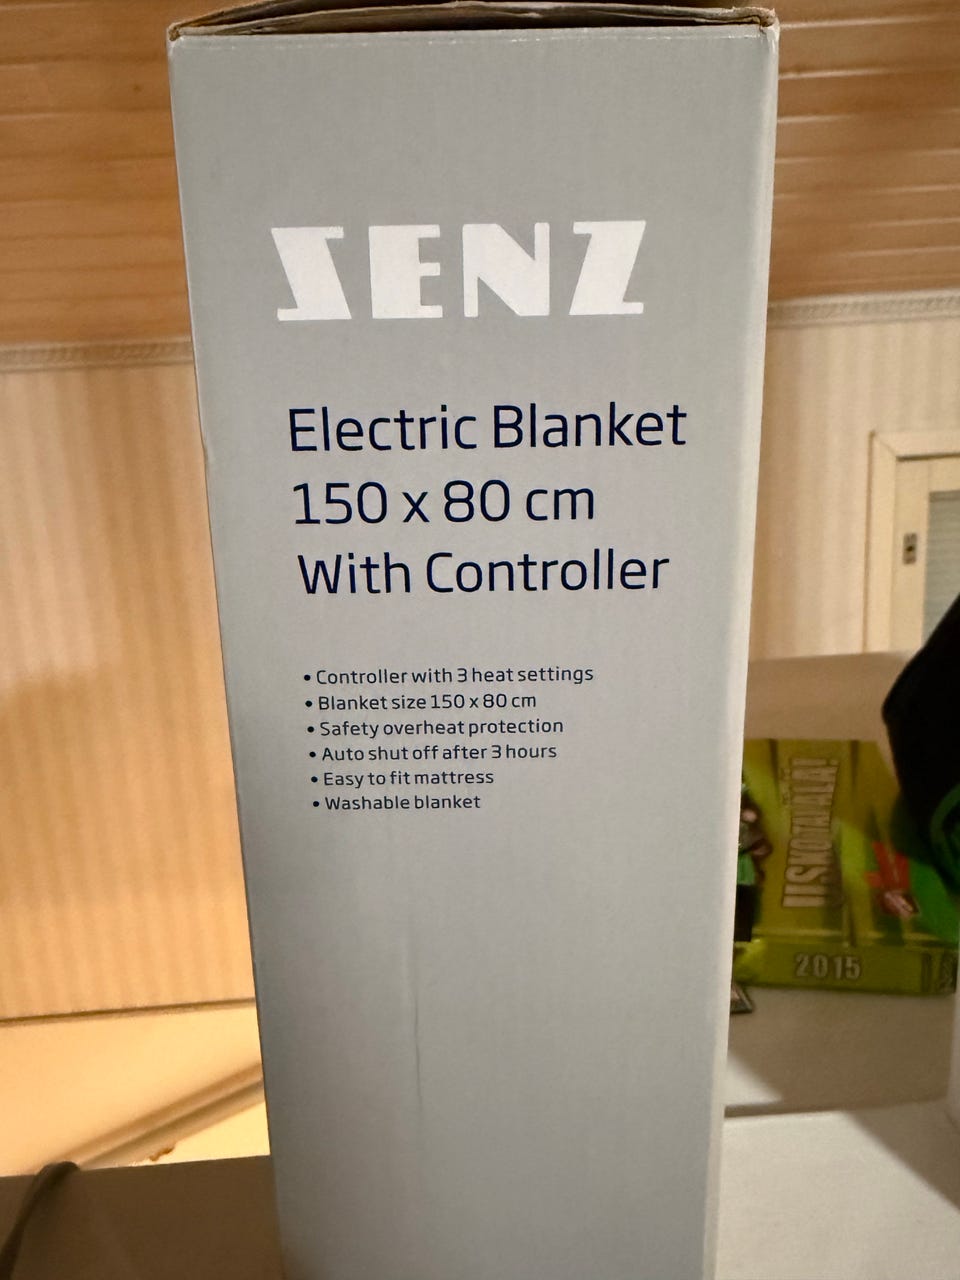 SENZ
Electric Blanket
150 x 80 cm
With Controller
• Controller with 3 heat settings
• Blanket size 150 x 80 cm
• Safety overheat protection
• Auto shut off after 3 hours
• Easy to fit mattress
• Washable blanket
2015